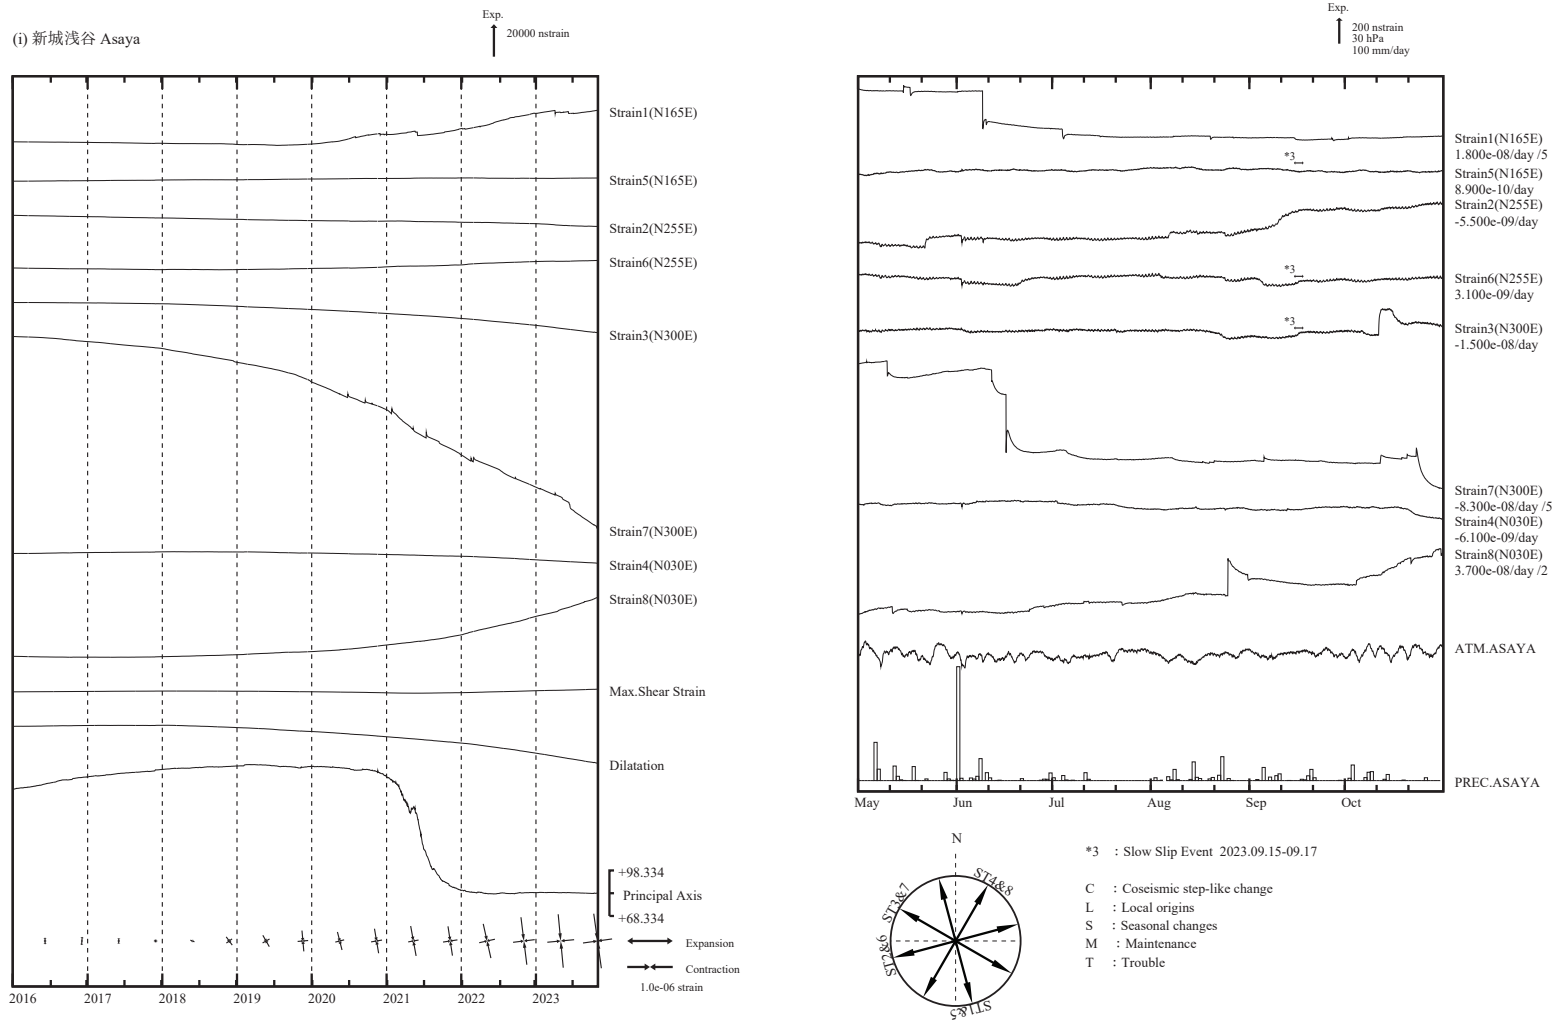 (i) 新城浅谷 Asaya
Exp.
20000 nstrain
Strain1(N165E)
Strain5(N165E)
Strain2(N255E)
Strain6(N255E)
Strain3(N300E)
Strain7(N300E)
Strain4(N030E)
Strain8(N030E)
Max.Shear Strain
Dilatation
+98.334
Principal Axis
+68.334
Expansion
Contraction
1.0e-06 strain
2016 2017 2018 2019 2020 2021 2022 2023
Exp.
200 nstrain
30 hPa
100 mm/day
Strain1(N165E)
1.800e-08/day /5
*3
Strain5(N165E)
8.900e-10/day
Strain2(N255E)
-5.500e-09/day
*3
Strain6(N255E)
3.100e-09/day
*3
Strain3(N300E)
-1.500e-08/day
Strain7(N300E)
-8.300e-08/day /5
Strain4(N030E)
-6.100e-09/day
Strain8(N030E)
3.700e-08/day /2
ATM.ASAYA
PREC.ASAYA
May Jun Jul Aug Sep Oct
N
ST4&8
ST3&7
ST2&6
ST1&5
*3 : Slow Slip Event 2023.09.15-09.17
C : Coseismic step-like change
L : Local origins
S : Seasonal changes
M : Maintenance
T : Trouble